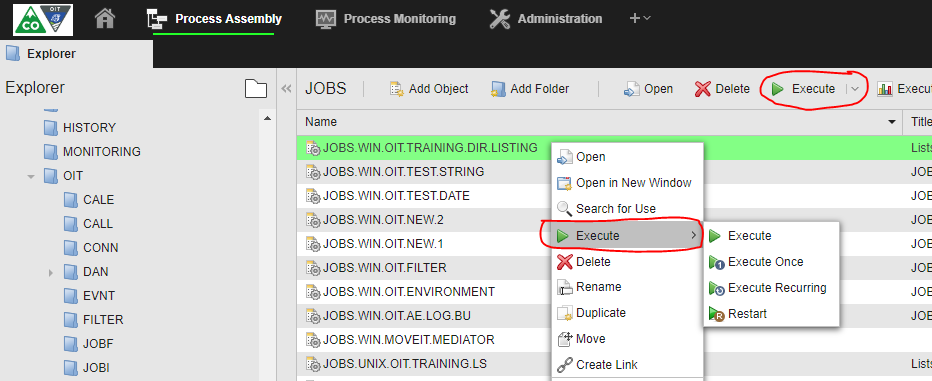 CO OIT
Process Assembly
Process Monitoring
Administration
Explorer
Explorer
HISTORY
MONITORING
OIT
CALE
CALL
CONN
DAN
EVNT
FILTER
JOBF
JOBI
JOBS
Add Object
Add Folder
Open
Delete
Execute
Execu
Name
Title
JOBS.WIN.OIT.TRAINING.DIR.LISTING
Lists
JOBS.WIN.OIT.TEST.STRING
JOB
JOBS.WIN.OIT.TEST.DATE
JOB
JOBS.WIN.OIT.NEW.2
JOB
JOBS.WIN.OIT.NEW.1
JOBS.WIN.OIT.FILTER
JOB
JOBS.WIN.OIT.ENVIRONMENT
JOB
JOBS.WIN.OIT.AE.LOG.BU
JOB
JOBS.WIN.MOVEIT.MEDIATOR
JOBS.UNIX.OIT.TRAINING.LS
Lists
Open
Open in New Window
Search for Use
Execute
Delete
Rename
Duplicate
Move
Create Link
Execute
1 Execute Once
Execute Recurring
R Restart